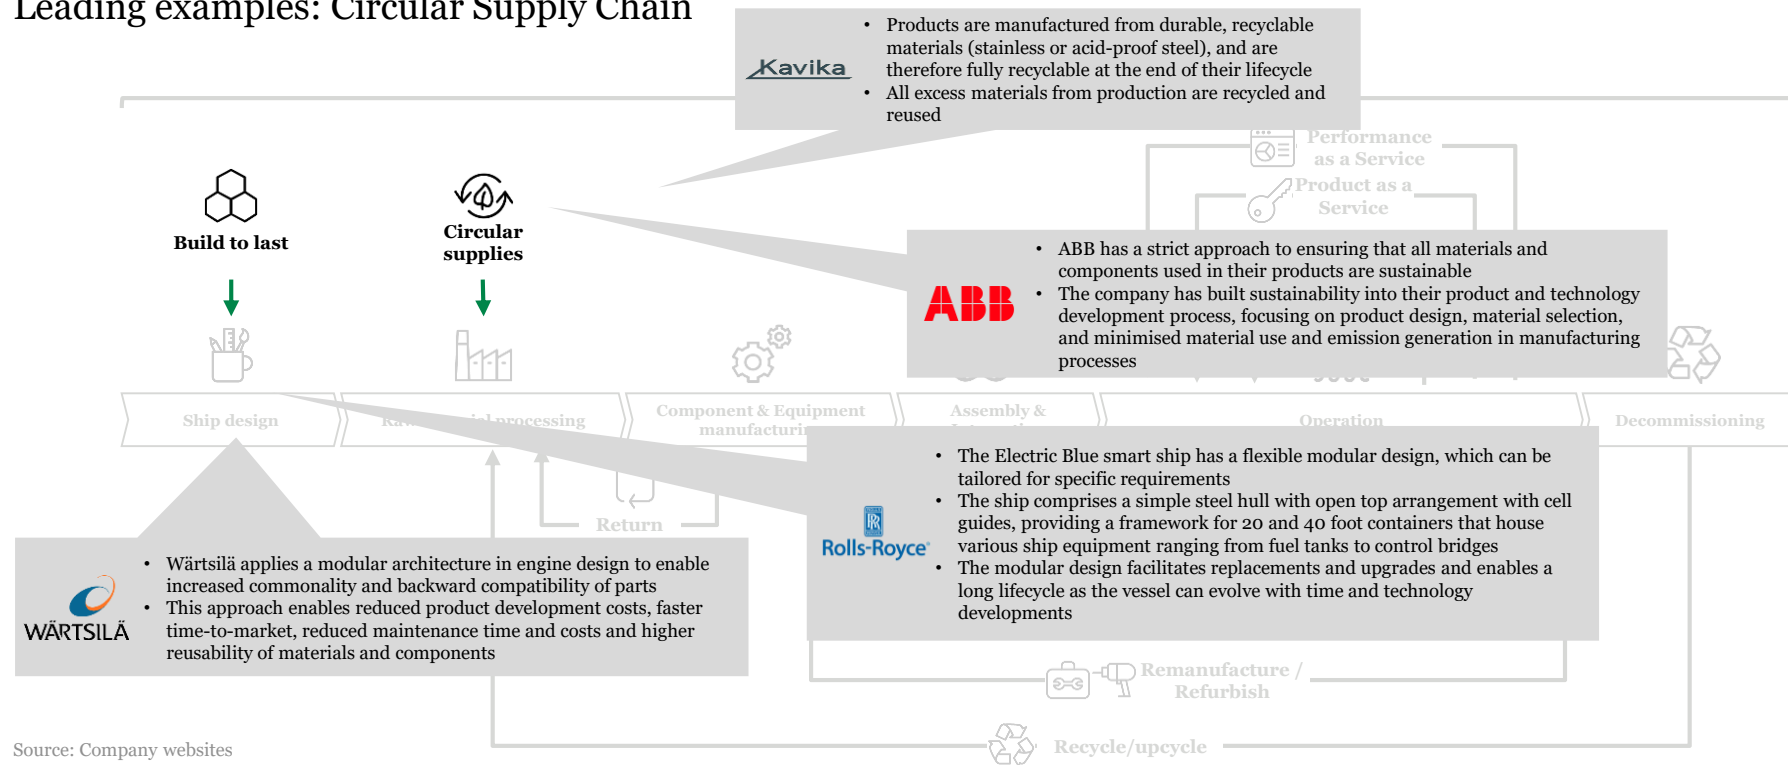 Leading examples: Circular Supply Chain
Kavika
• Products are manufactured from durable, recyclable
materials (stainless or acid-proof steel), and are
therefore fully recyclable at the end of their lifecycle
• All excess materials from production are recycled and
reused
Performance
as a Service
Product as a
Service
Build to last
Circular
supplies
ABB
• ABB has a strict approach to ensuring that all materials and
components used in their products are sustainable
• The company has built sustainability into their product and technology
development process, focusing on product design, material selection,
and minimised material use and emission generation in manufacturing
processes
Ship design
processing
Component & Equipment
manufacturing
Assembly &
Operation
Decommissioning
Rolls-Royce
• The Electric Blue smart ship has a flexible modular design, which can be
tailored for specific requirements
• The ship comprises a simple steel hull with open top arrangement with cell
guides, providing a framework for 20 and 40 foot containers that house
various ship equipment ranging from fuel tanks to control bridges
• The modular design facilitates replacements and upgrades and enables a
long lifecycle as the vessel can evolve with time and technology
developments
Return
WÄRTSILÄ
• Wärtsilä applies a modular architecture in engine design to enable
increased commonality and backward compatibility of parts
• This approach enables reduced product development costs, faster
time-to-market, reduced maintenance time and costs and higher
reusability of materials and components
Remanufacture /
Refurbish
Recycle/upcycle
Source: Company websites